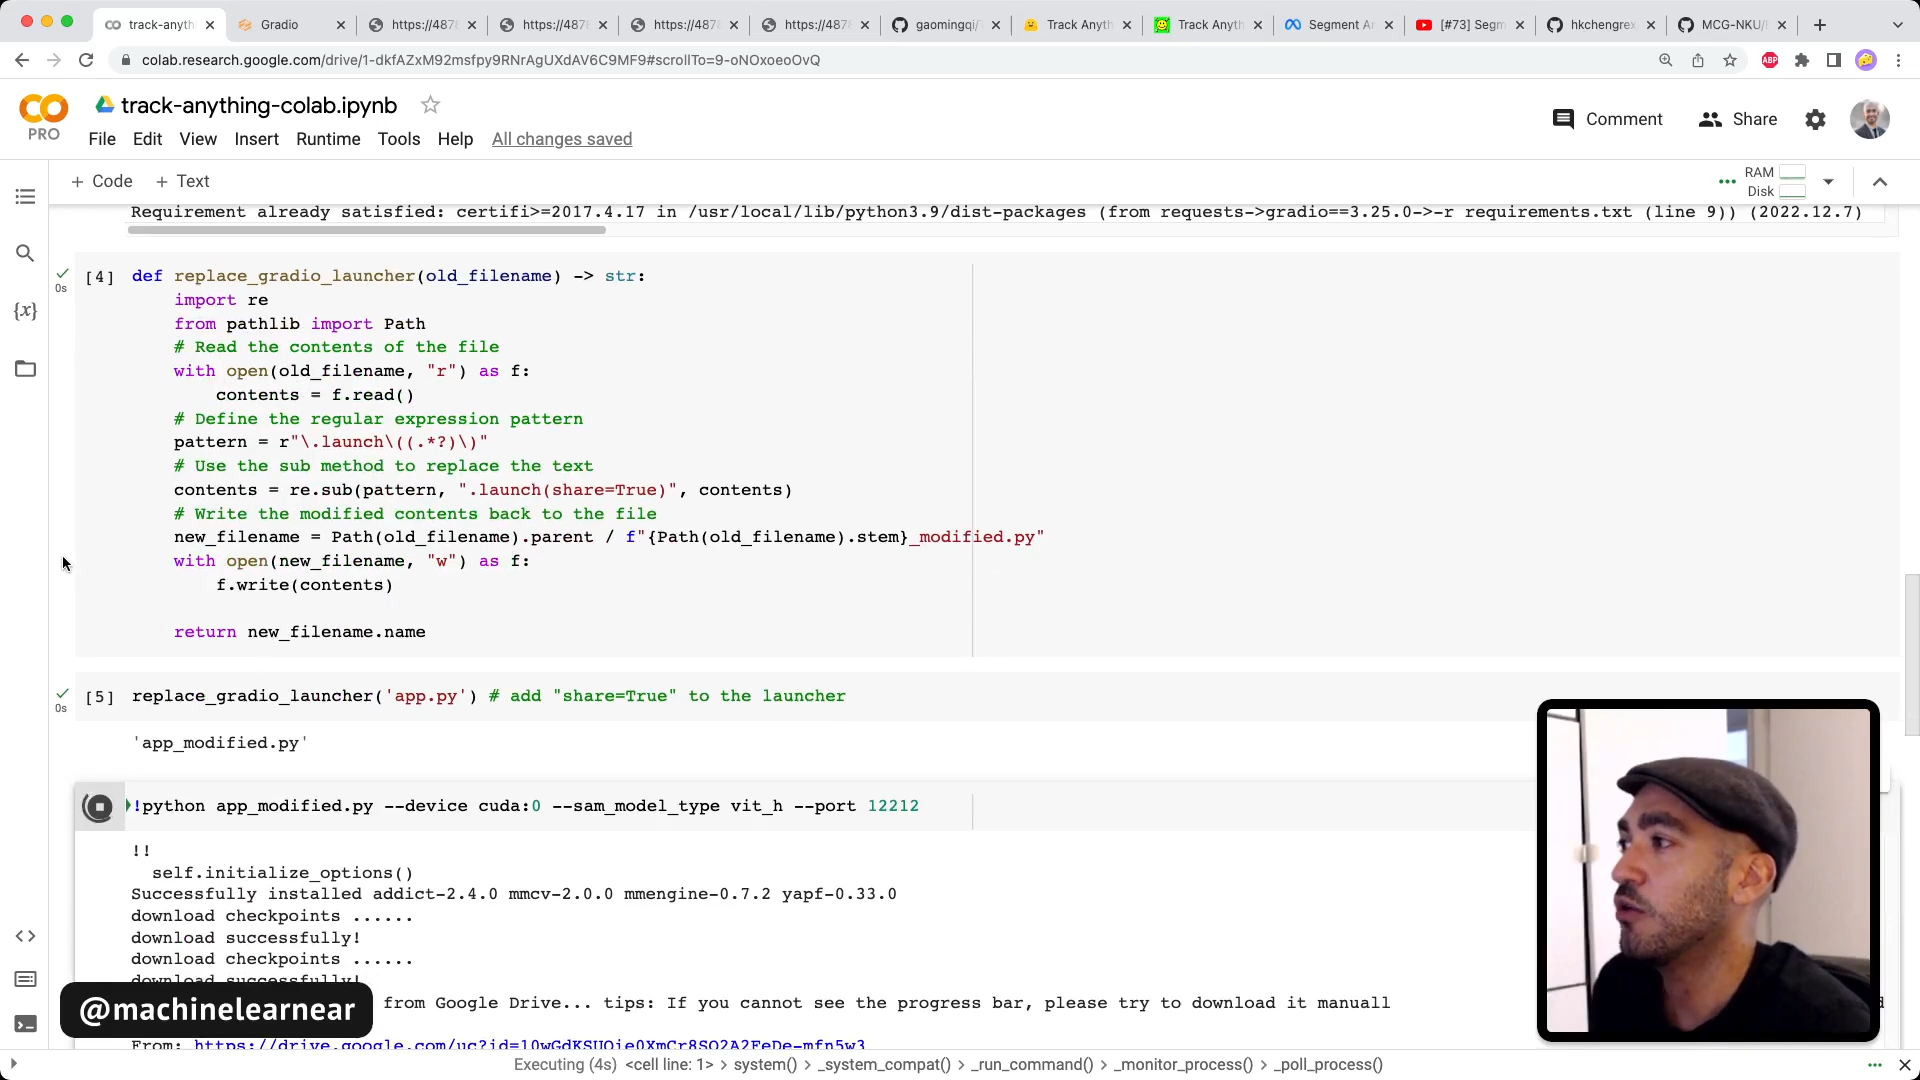 track-anyth
Gradio
https://487
https://487
https://487
https://487
gaomingqi/
Track Anyth
Track Anyth
Segment An
[#73] Segm
hkchengrex
MCG-NKU/
colab.research.google.com/drive/1-dkfAZxM92msfpy9RNrAgUXdAV6C9MF9#scrollTo=9-oNOxoeoOvQ
ABP
PRO
track-anything-colab.ipynb
File Edit View Insert Runtime Tools Help All changes saved
Comment
Share
+ Code + Text
RAM
Disk
Requirement already satisfied: certifi>=2017.4.17 in /usr/local/lib/python3.9/dist-packages (from requests->gradio==3.25.0->-r requirements.txt (line 9)) (2022.12.7)
{x}
0s
[4] def replace_gradio_launcher(old_filename) -> str:
import re
from pathlib import Path
# Read the contents of the file
with open(old_filename, "r") as f:
contents = f.read()
# Define the regular expression pattern
pattern = r"\.launch\((.*?)\)"
# Use the sub method to replace the text
contents = re.sub(pattern, ".launch(share=True)", contents)
# Write the modified contents back to the file
new_filename = Path(old_filename).parent / f"{Path(old_filename).stem}_modified.py"
with open(new_filename, "w") as f:
f.write(contents)
return new_filename.name
0s
[5] replace_gradio_launcher('app.py') # add "share=True" to the launcher
'app_modified.py'
!python app_modified.py --device cuda:0 --sam_model_type vit_h --port 12212
!!
self.initialize_options()
Successfully installed addict-2.4.0 mmcv-2.0.0 mmengine-0.7.2 yapf-0.33.0
download checkpoints ......
download successfully!
download checkpoints ......
download successfully!
from Google Drive... tips: If you cannot see the progress bar, please try to download it manuall
@machinelearnear
From: https://drive.google.com/uc?id=10wGdKSUOie0XmCr8SQ2A2FeDe-mfn5w3
Executing (4s) <cell line: 1> > system() > _system_compat() > _run_command() > _monitor_process() > _poll_process()